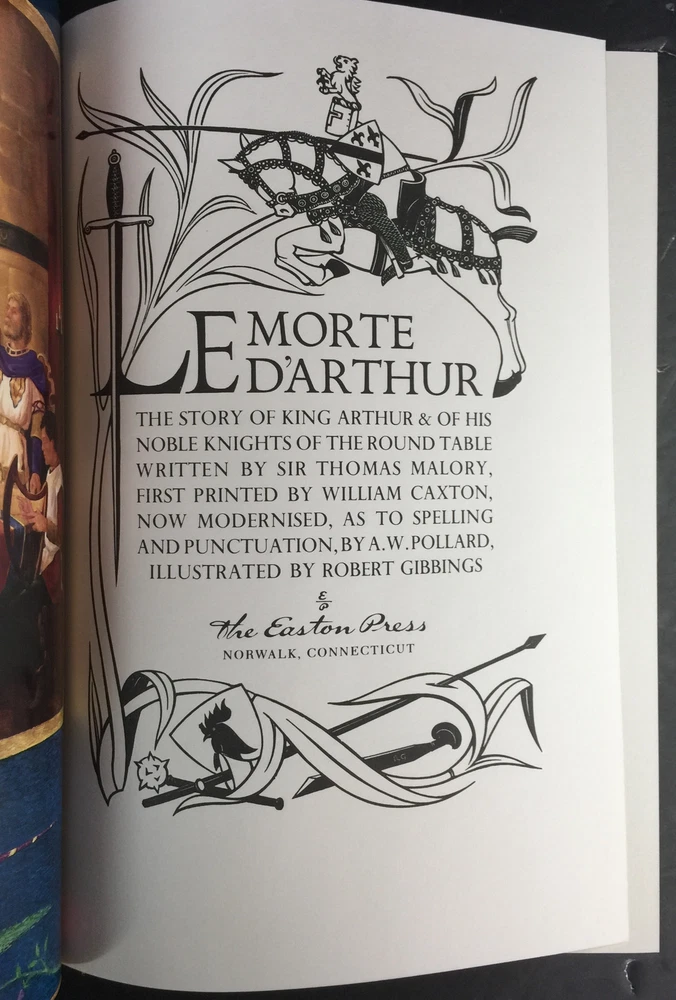 LE MORTE
D'ARTHUR
THE STORY OF KING ARTHUR & OF HIS
NOBLE KNIGHTS OF THE ROUND TABLE
WRITTEN BY SIR THOMAS MALORY,
FIRST PRINTED BY WILLIAM CAXTON,
NOW MODERNISED, AS TO SPELLING
AND PUNCTUATION, BY A.W. POLLARD,
ILLUSTRATED BY ROBERT GIBBINGS
E
P
The Easton Press
NORWALK, CONNECTICUT